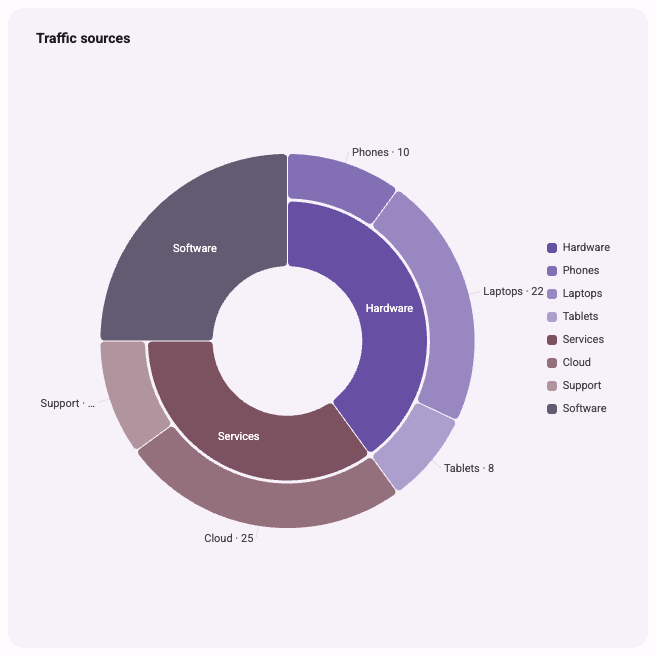 Traffic sources
Phones · 10
Software
Laptops · 22
Hardware
Support · …
Services
Tablets · 8
Cloud · 25
Hardware
Phones
Laptops
Tablets
Services
Cloud
Support
Software